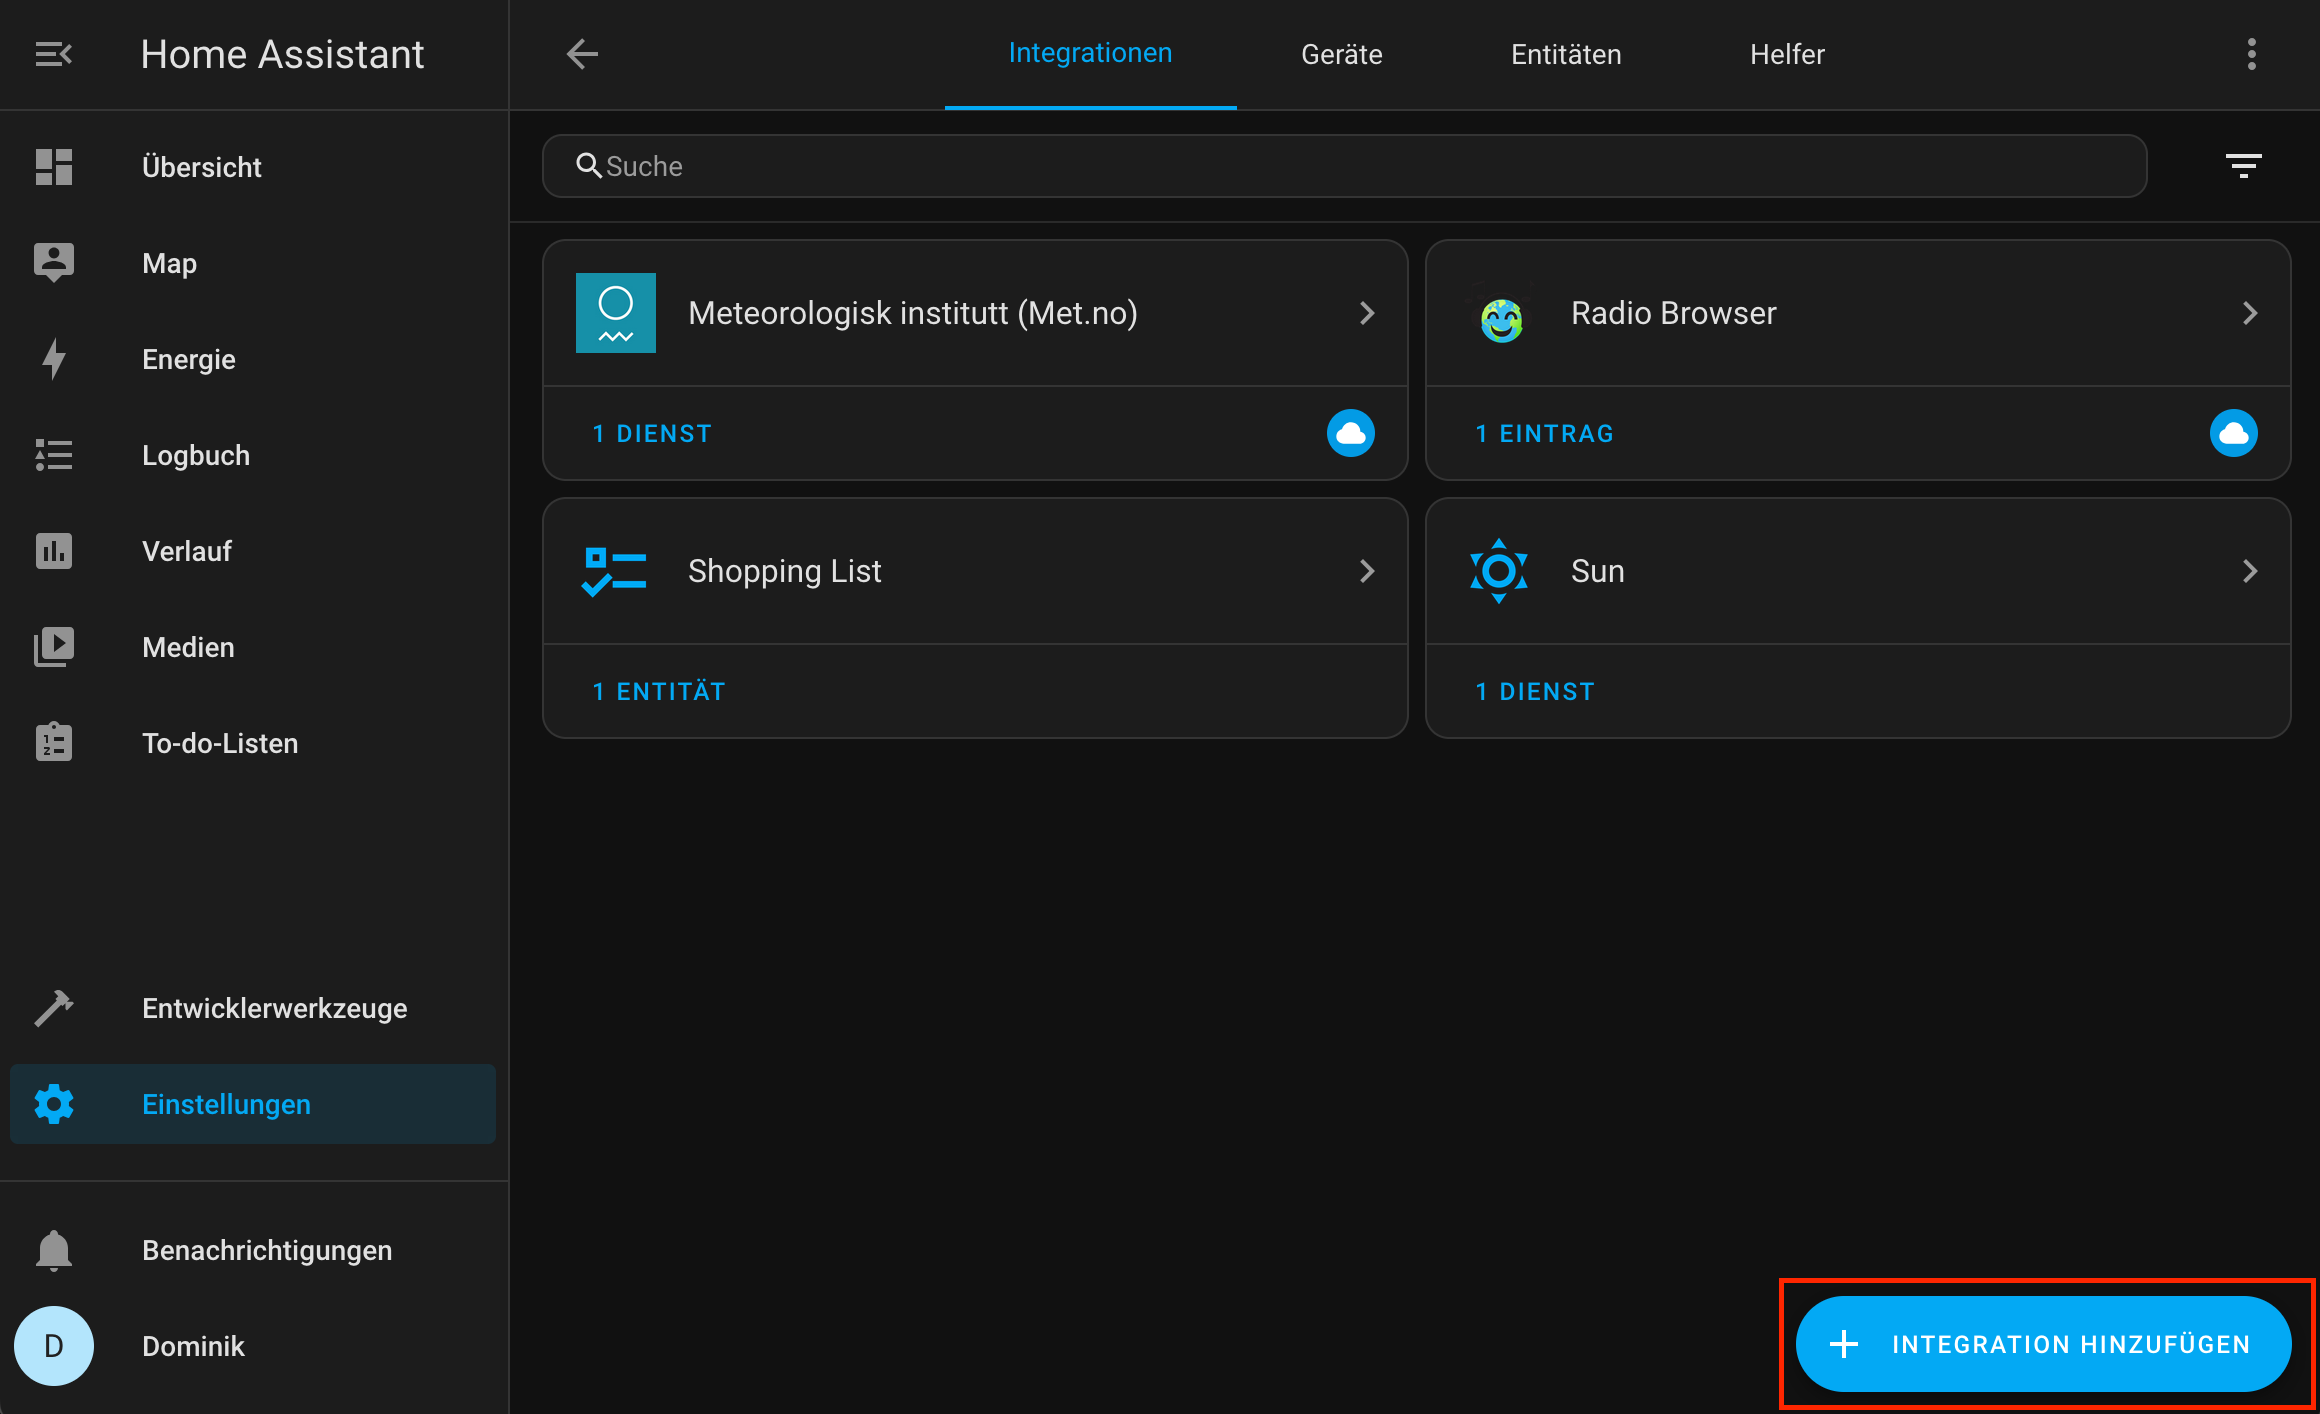 Home Assistant
Übersicht
Map
Energie
Logbuch
Verlauf
Medien
To-do-Listen
Entwicklerwerkzeuge
Einstellungen
Benachrichtigungen
D Dominik
Integrationen Geräte Entitäten Helfer
Suche
Meteorologisk institutt (Met.no)
1 DIENST
Radio Browser
1 EINTRAG
Shopping List
1 ENTITÄT
Sun
1 DIENST
INTEGRATION HINZUFÜGEN